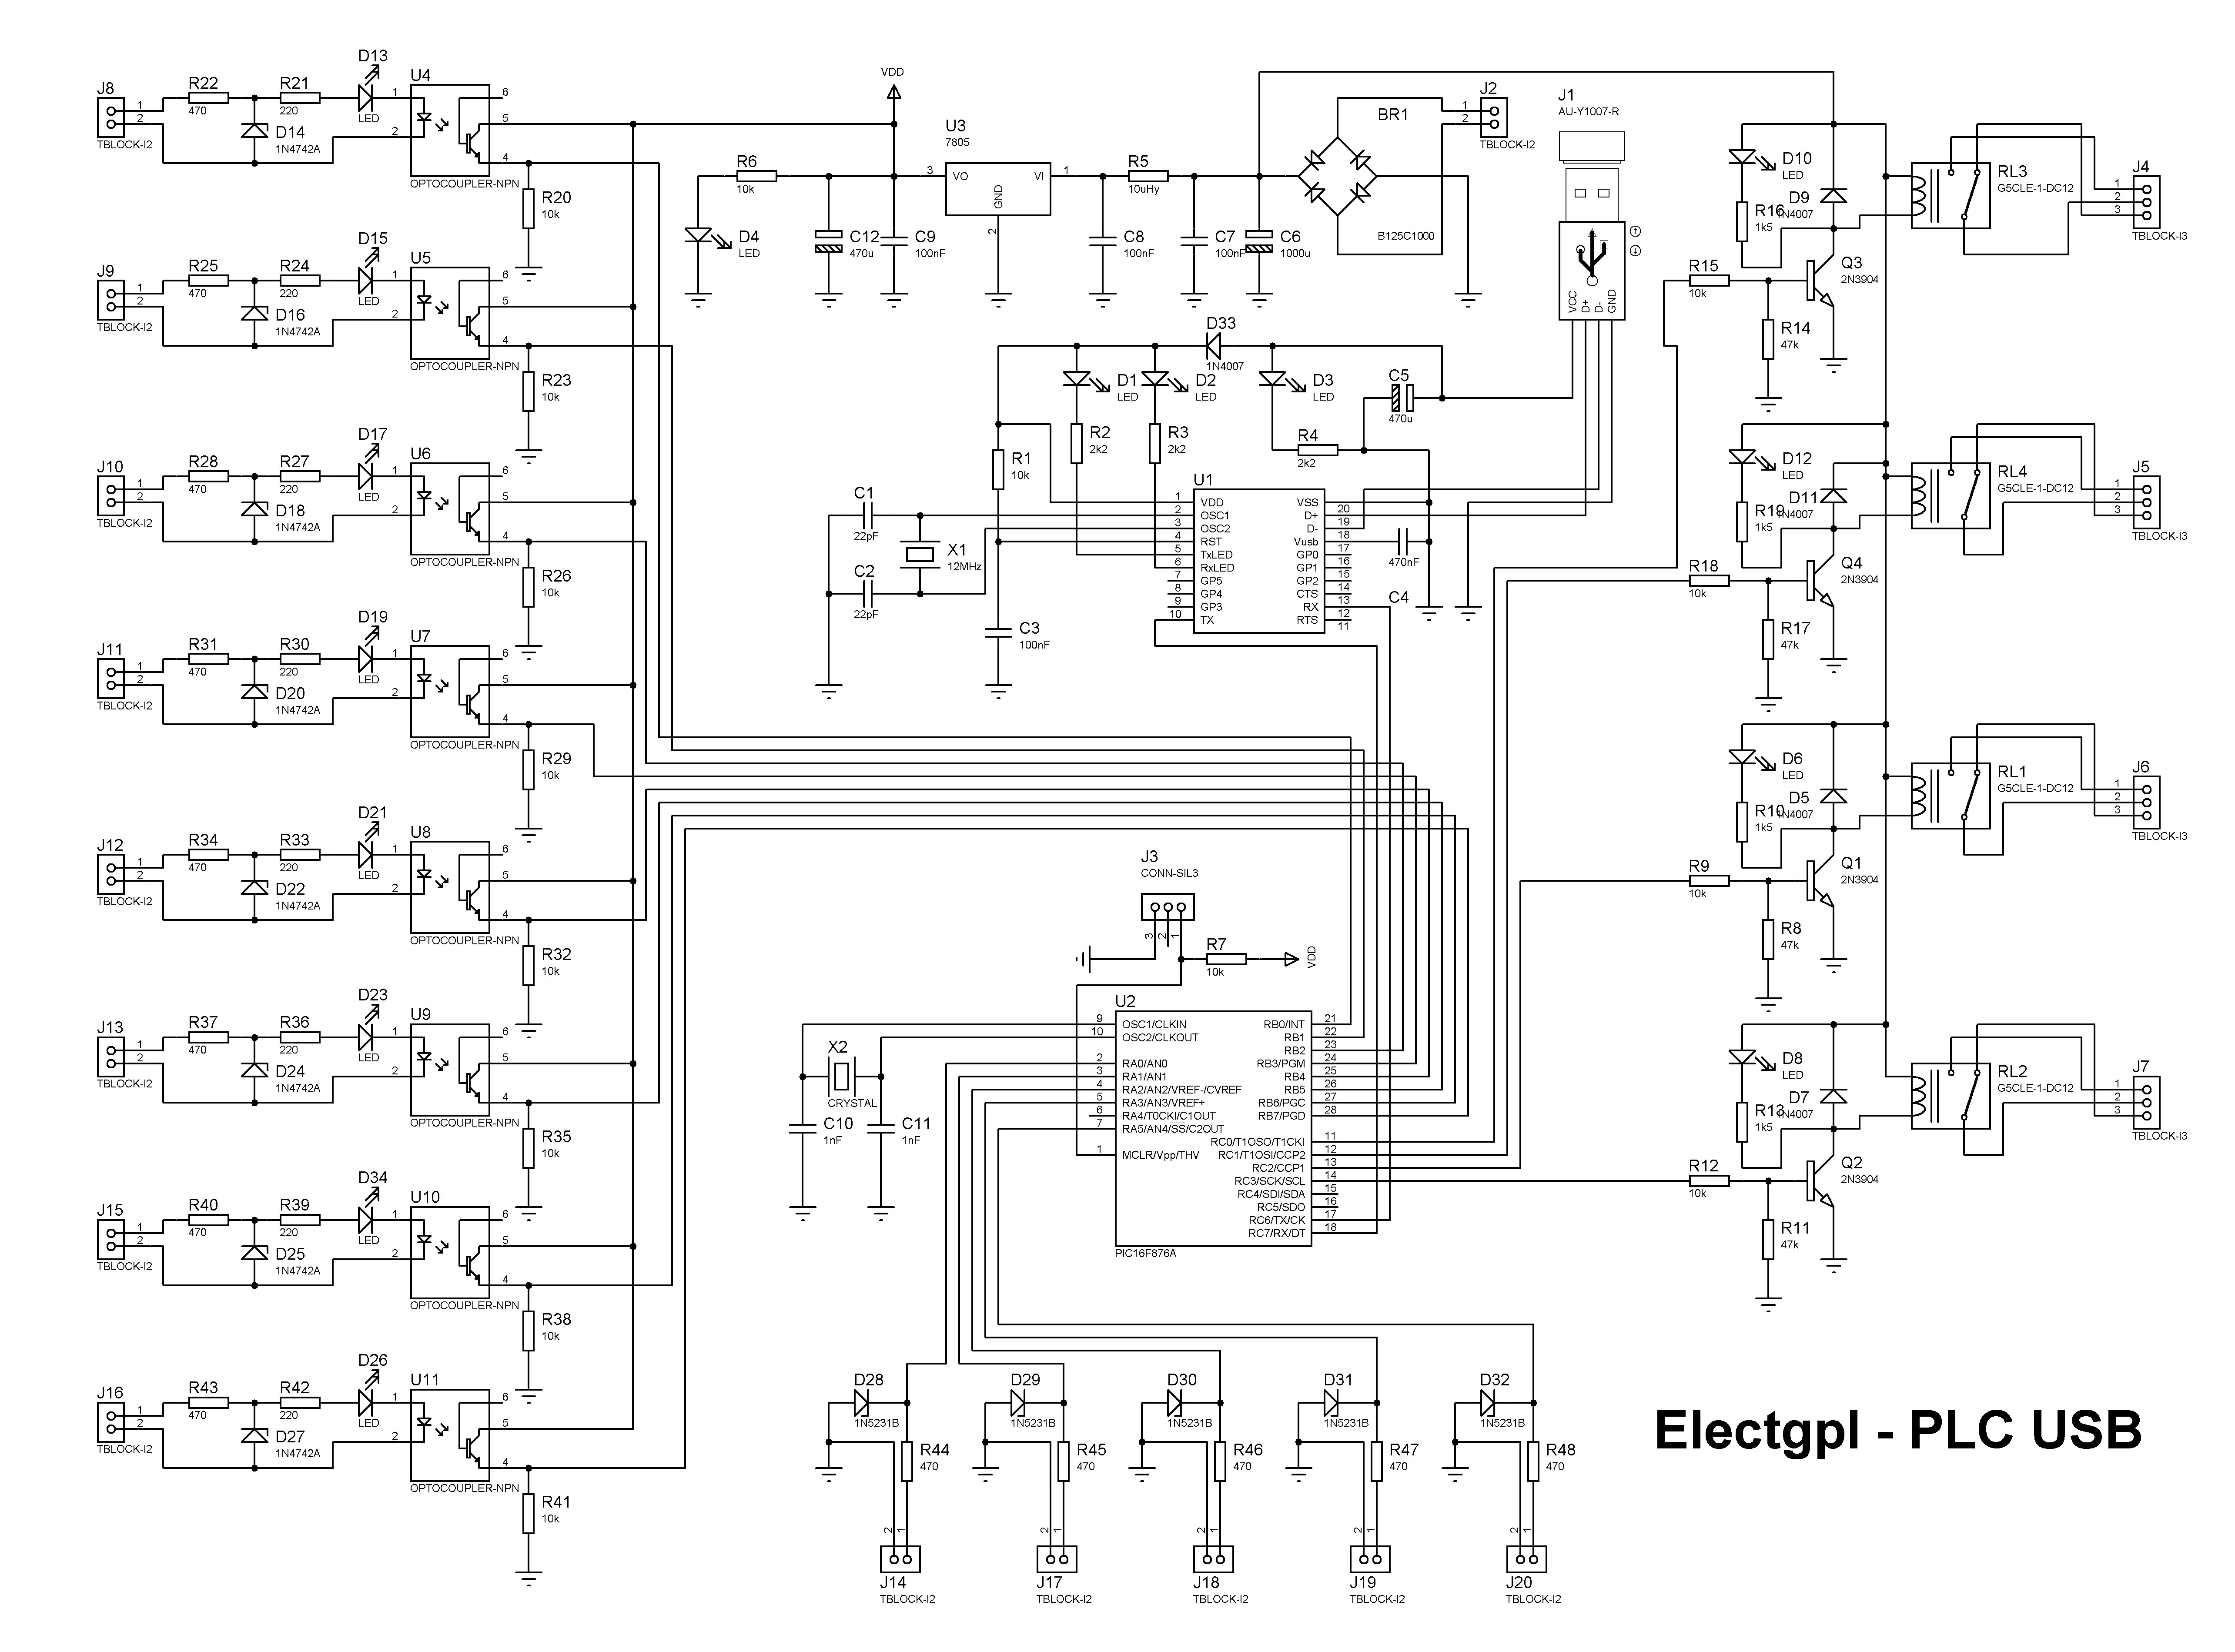 J8
1
2
TBLOCK-I2
R22
470
R21
220
D13
LED
D14
1N4742A
U4
1
2
6
5
4
OPTOCOUPLER-NPN
R20
10k
J9
1
2
TBLOCK-I2
R25
470
R24
220
D15
LED
D16
1N4742A
U5
1
2
6
5
4
OPTOCOUPLER-NPN
R23
10k
J10
1
2
TBLOCK-I2
R28
470
R27
220
D17
LED
D18
1N4742A
U6
1
2
6
5
4
OPTOCOUPLER-NPN
R26
10k
J11
1
2
TBLOCK-I2
R31
470
R30
220
D19
LED
D20
1N4742A
U7
1
2
6
5
4
OPTOCOUPLER-NPN
R29
10k
J12
1
2
TBLOCK-I2
R34
470
R33
220
D21
LED
D22
1N4742A
U8
1
2
6
5
4
OPTOCOUPLER-NPN
R32
10k
J13
1
2
TBLOCK-I2
R37
470
R36
220
D23
LED
D24
1N4742A
U9
1
2
6
5
4
OPTOCOUPLER-NPN
R35
10k
J15
1
2
TBLOCK-I2
R40
470
R39
220
D34
LED
D25
1N4742A
U10
1
2
6
5
4
OPTOCOUPLER-NPN
R38
10k
J16
1
2
TBLOCK-I2
R43
470
R42
220
D26
LED
D27
1N4742A
U11
1
2
6
5
4
OPTOCOUPLER-NPN
R41
10k
VDD
R6
10k
D4
LED
C12
470u
C9
100nF
U3
7805
3
VO
VI
1
GND
2
C8
100nF
R5
10uHy
C7
100nF
C6
1000u
BR1
B125C1000
J2
1
2
TBLOCK-I2
J1
AU-Y1007-R
VCC
D+
D-
GND
D33
1N4007
D1
LED
D2
LED
D3
LED
C5
470u
R1
10k
R2
2k2
R3
2k2
R4
2k2
C1
22pF
C2
22pF
X1
12MHz
C3
100nF
U1
1 VDD
2 OSC1
3 OSC2
4 RST
5 TxLED
6 RxLED
7 GP5
8 GP4
9 GP3
10 TX
VSS 20
D+ 19
D- 18
Vusb 17
GP0 16
GP1 15
GP2 14
CTS 13
RX 12
RTS 11
470nF
C4
J3
CONN-SIL3
3
2
1
R7
10k
VDD
U2
9 OSC1/CLKIN
10 OSC2/CLKOUT
2 RA0/AN0
3 RA1/AN1
4 RA2/AN2/VREF-/CVREF
5 RA3/AN3/VREF+
6 RA4/T0CKI/C1OUT
7 RA5/AN4/SS/C2OUT
1 MCLR/Vpp/THV
RB0/INT 21
RB1 22
RB2 23
RB3/PGM 24
RB4 25
RB5 26
RB6/PGC 27
RB7/PGD 28
RC0/T1OSO/T1CKI 11
RC1/T1OSI/CCP2 12
RC2/CCP1 13
RC3/SCK/SCL 14
RC4/SDI/SDA 15
RC5/SDO 16
RC6/TX/CK 17
RC7/RX/DT 18
PIC16F876A
X2
CRYSTAL
C10
1nF
C11
1nF
D28
1N5231B
R44
470
2
1
J14
TBLOCK-I2
D29
1N5231B
R45
470
2
1
J17
TBLOCK-I2
D30
1N5231B
R46
470
2
1
J18
TBLOCK-I2
D31
1N5231B
R47
470
2
1
J19
TBLOCK-I2
D32
1N5231B
R48
470
2
1
J20
TBLOCK-I2
D10
LED
D9
1N4007
R16
1k5
R15
10k
R14
47k
Q3
2N3904
RL3
G5CLE-1-DC12
J4
1
2
3
TBLOCK-I3
D12
LED
D11
1N4007
R19
1k5
R18
10k
R17
47k
Q4
2N3904
RL4
G5CLE-1-DC12
J5
1
2
3
TBLOCK-I3
D6
LED
D5
1N4007
R10
1k5
R9
10k
R8
47k
Q1
2N3904
RL1
G5CLE-1-DC12
J6
1
2
3
TBLOCK-I3
D8
LED
D7
1N4007
R13
1k5
R12
10k
R11
47k
Q2
2N3904
RL2
G5CLE-1-DC12
J7
1
2
3
TBLOCK-I3
Electgpl - PLC USB